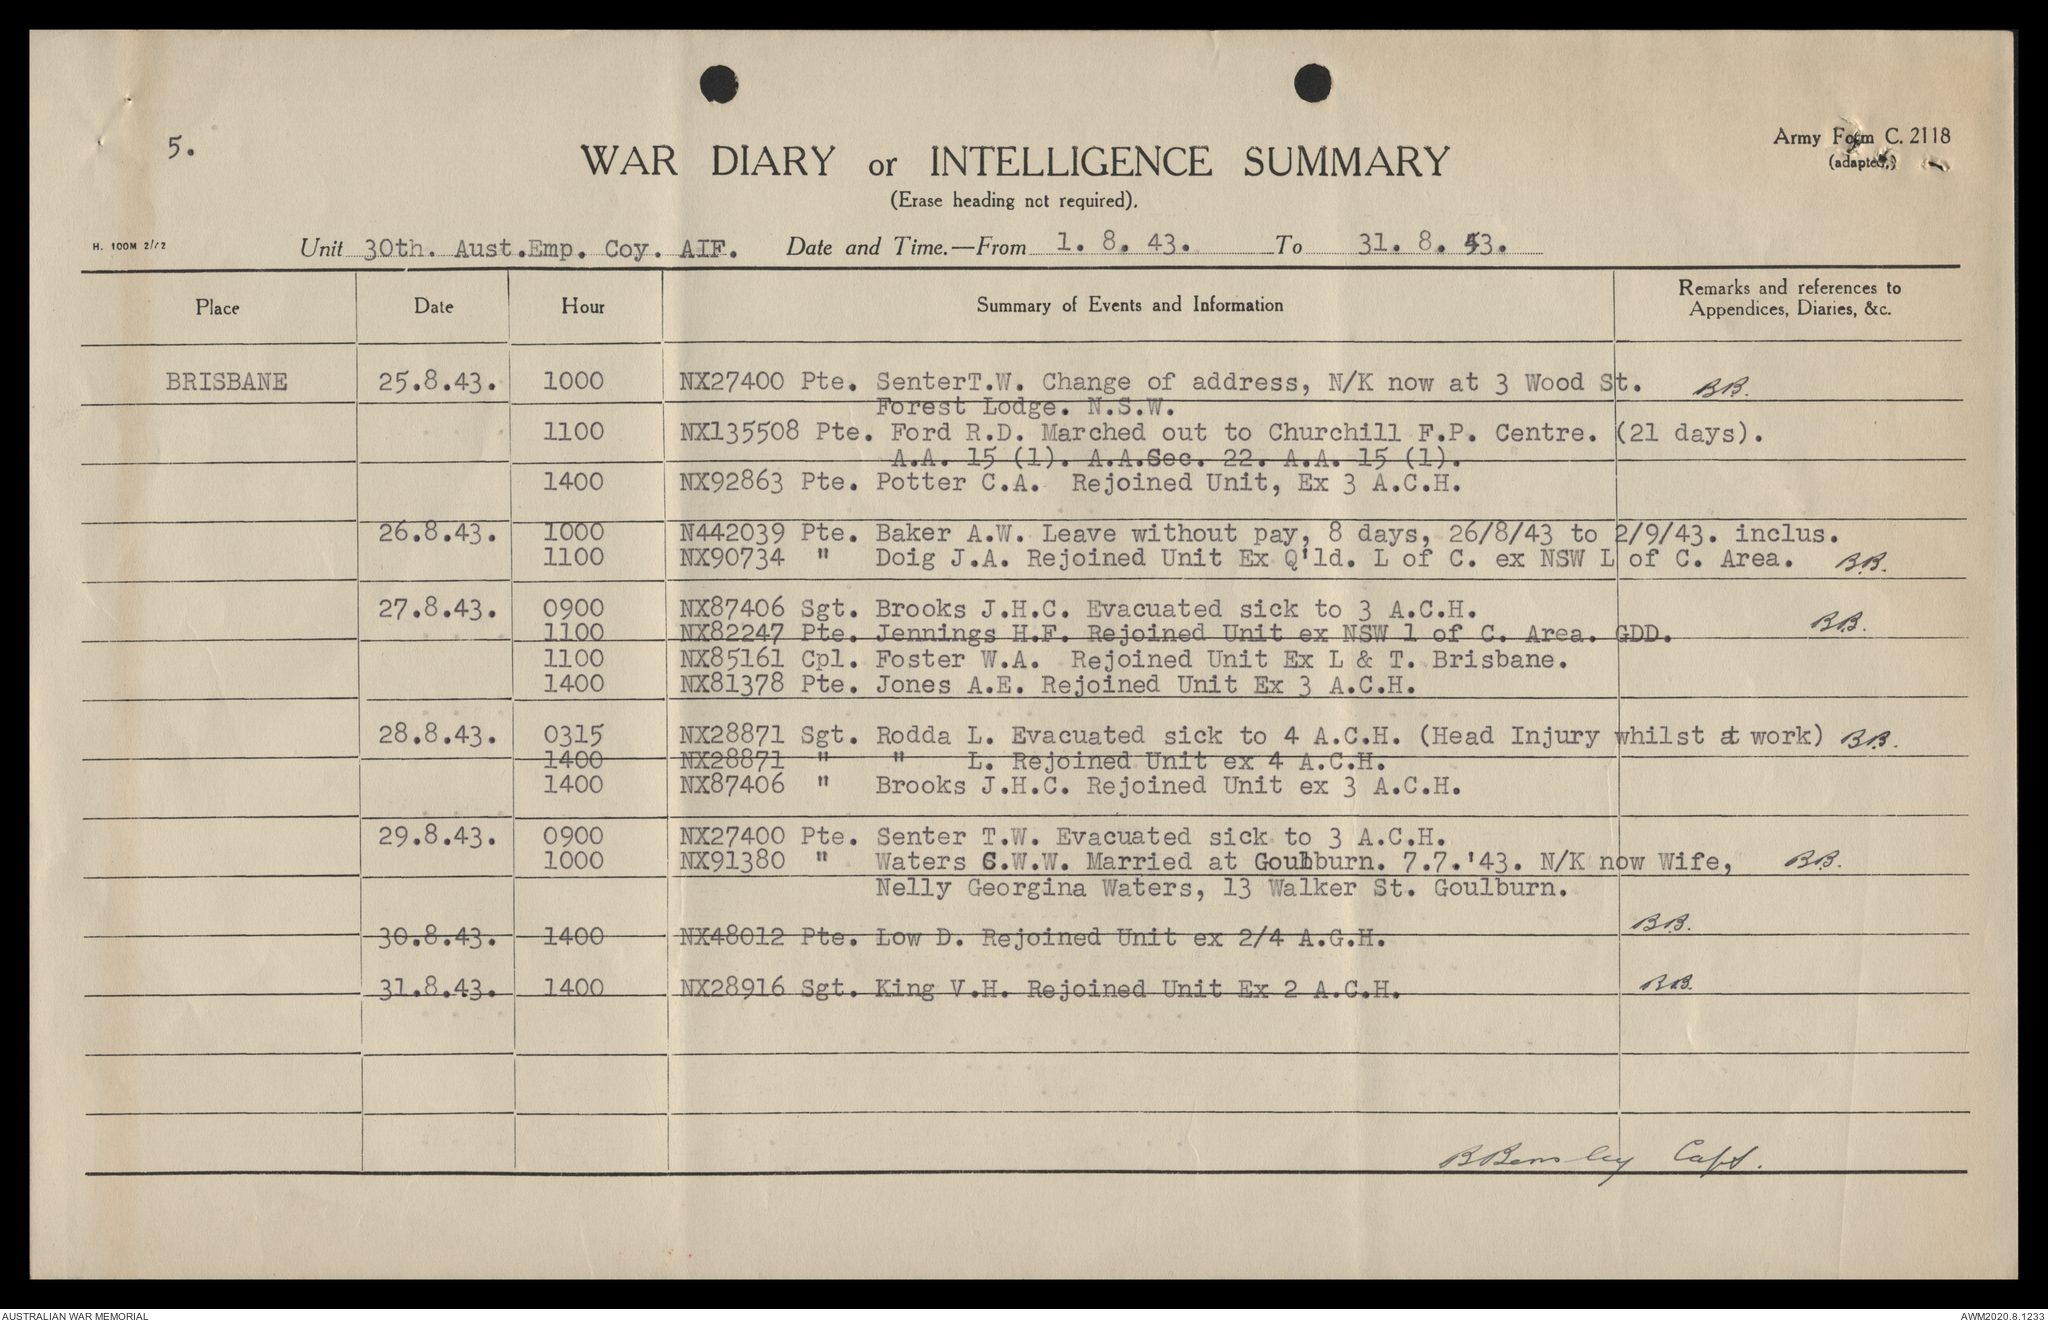 5.
Army Form C. 2118
(adapted.)
WAR DIARY or INTELLIGENCE SUMMARY
(Erase heading not required).
H. 100M 2/42
Unit 30th. Aust.Emp. Coy. AIF. Date and Time.—From 1. 8. 43. To 31. 8. 43.
Place Date Hour Summary of Events and Information Remarks and references to Appendices, Diaries, &c.
BRISBANE 25.8.43. 1000 NX27400 Pte. SenterT.W. Change of address, N/K now at 3 Wood St. BB.
Forest Lodge. N.S.W.
1100 NX135508 Pte. Ford R.D. Marched out to Churchill F.P. Centre. (21 days).
A.A. 15 (1). A.A.Sec. 22. A.A. 15 (1).
1400 NX92863 Pte. Potter C.A. Rejoined Unit, Ex 3 A.C.H.
26.8.43. 1000 N442039 Pte. Baker A.W. Leave without pay, 8 days, 26/8/43 to 2/9/43. inclus.
1100 NX90734 " Doig J.A. Rejoined Unit Ex Q'ld. L of C. ex NSW L of C. Area. BB.
27.8.43. 0900 NX87406 Sgt. Brooks J.H.C. Evacuated sick to 3 A.C.H.
1100 NX82247 Pte. Jennings H.F. Rejoined Unit ex NSW l of C. Area. GDD. BB.
1100 NX85161 Cpl. Foster W.A. Rejoined Unit Ex L & T. Brisbane.
1400 NX81378 Pte. Jones A.E. Rejoined Unit Ex 3 A.C.H.
28.8.43. 0315 NX28871 Sgt. Rodda L. Evacuated sick to 4 A.C.H. (Head Injury whilst at work) BB.
1400 NX28871 " " L. Rejoined Unit ex 4 A.C.H.
1400 NX87406 " Brooks J.H.C. Rejoined Unit ex 3 A.C.H.
29.8.43. 0900 NX27400 Pte. Senter T.W. Evacuated sick to 3 A.C.H.
1000 NX91380 " Waters C.W.W. Married at Goulburn. 7.7.'43. N/K now Wife, BB.
Nelly Georgina Waters, 13 Walker St. Goulburn.
30.8.43. 1400 NX48012 Pte. Low D. Rejoined Unit ex 2/4 A.G.H. BB.
31.8.43. 1400 NX28916 Sgt. King V.H. Rejoined Unit Ex 2 A.C.H. BB.
BBensley Capt.
AUSTRALIAN WAR MEMORIAL AWM2020.8.1233